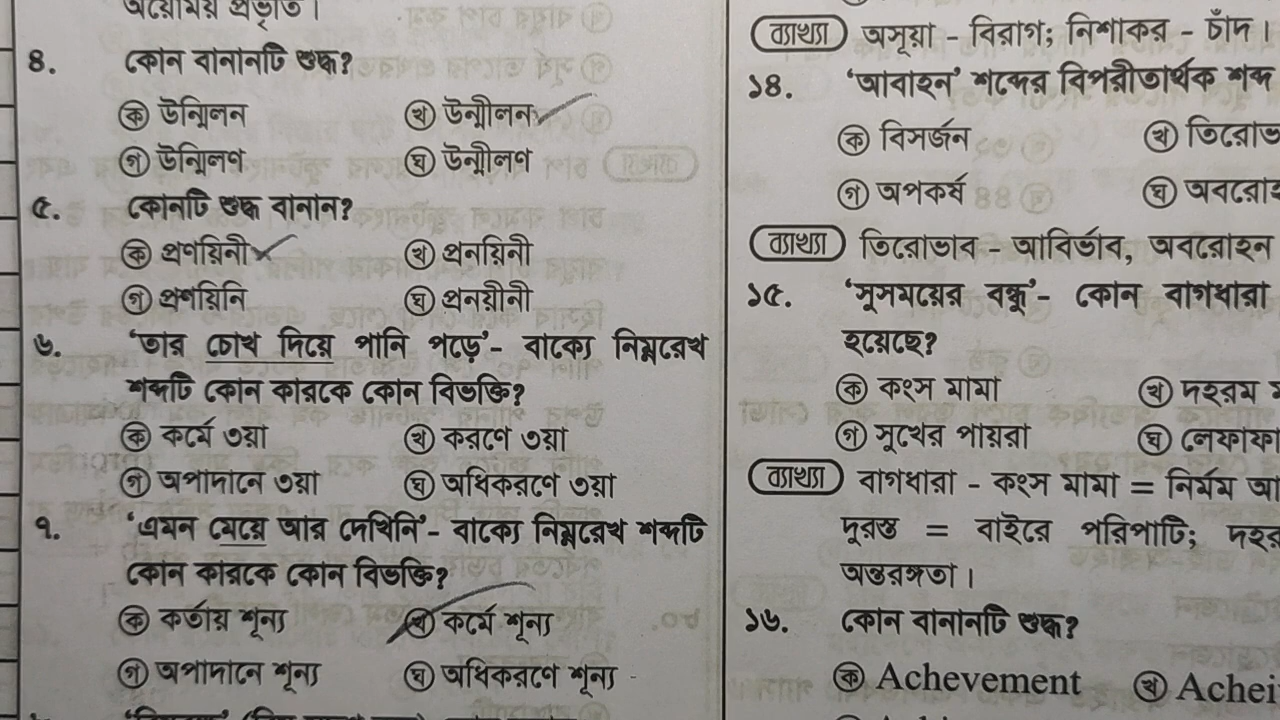 অয়োময় প্রভৃতি।
৪. কোন বানানটি শুদ্ধ?
ক উন্মিলন খ উন্মীলন
গ উন্মিলণ ঘ উন্মীলণ
৫. কোনটি শুদ্ধ বানান?
ক প্রণয়িনী খ প্রনয়িনী
গ প্রণয়িনি ঘ প্রনয়ীনী
৬. ‘তার চোখ দিয়ে পানি পড়ে’- বাক্যে নিম্নরেখ
শব্দটি কোন কারকে কোন বিভক্তি?
ক কর্মে ৩য়া খ করণে ৩য়া
গ অপাদানে ৩য়া ঘ অধিকরণে ৩য়া
৭. ‘এমন মেয়ে আর দেখিনি’- বাক্যে নিম্নরেখ শব্দটি
কোন কারকে কোন বিভক্তি?
ক কর্তায় শূন্য খ কর্মে শূন্য
গ অপাদানে শূন্য ঘ অধিকরণে শূন্য
ব্যাখ্যা অসূয়া - বিরাগ; নিশাকর - চাঁদ।
১৪. ‘আবাহন’ শব্দের বিপরীতার্থক শব্দ
ক বিসর্জন খ তিরোভ
গ অপকর্ষ ঘ অবরোহ
ব্যাখ্যা তিরোভাব - আবির্ভাব, অবরোহন
১৫. ‘সুসময়ের বন্ধু’- কোন বাগধারা
হয়েছে?
ক কংস মামা খ দহরম
গ সুখের পায়রা ঘ লেফাফা
ব্যাখ্যা বাগধারা - কংস মামা = নির্মম আ
দুরস্ত = বাইরে পরিপাটি; দহর
অন্তরঙ্গতা।
১৬. কোন বানানটি শুদ্ধ?
ক Achevement খ Achei